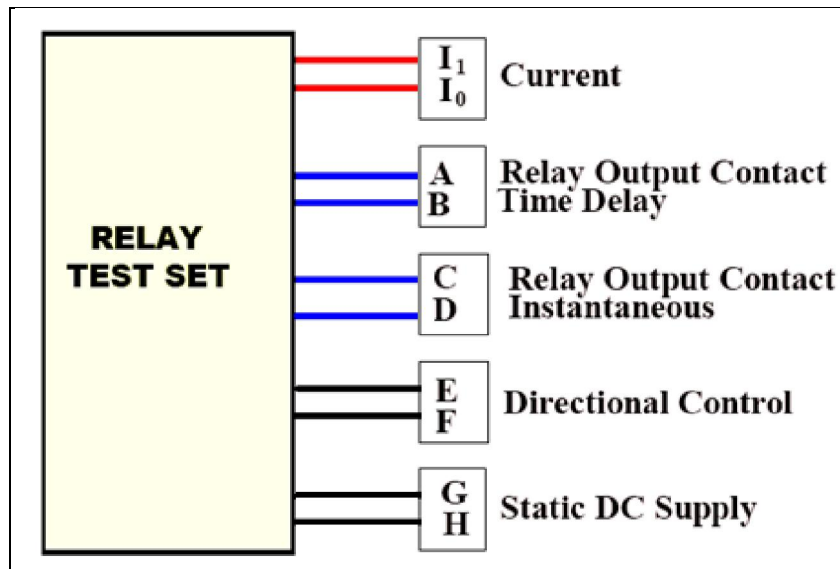 RELAY
TEST SET
I₁
I₀
Current
A
B
Relay Output Contact
Time Delay
C
D
Relay Output Contact
Instantaneous
E
F
Directional Control
G
H
Static DC Supply